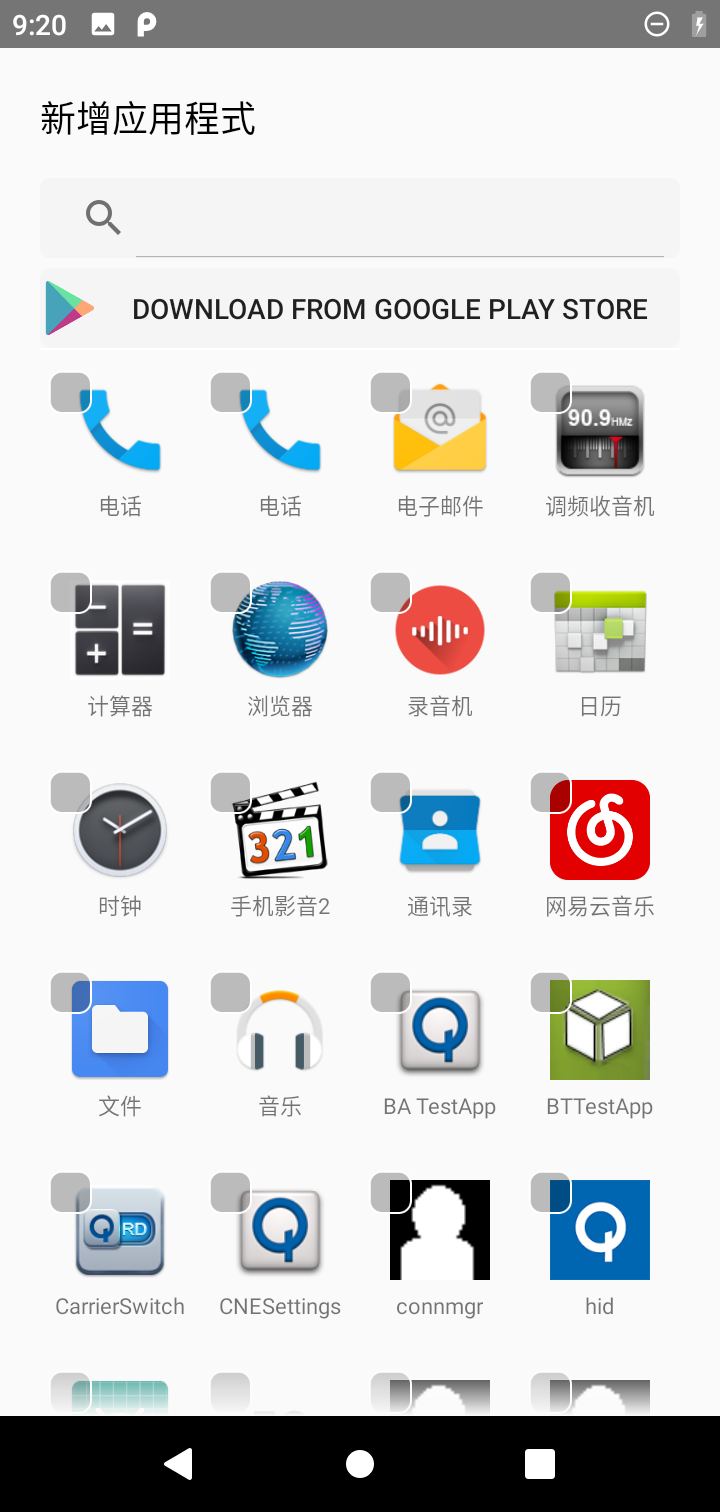 9:20
新增应用程式
DOWNLOAD FROM GOOGLE PLAY STORE
90.9HMz
电话
电话
电子邮件
调频收音机
计算器
浏览器
录音机
日历
321
时钟
手机影音2
通讯录
网易云音乐
文件
音乐
BA TestApp
BTTestApp
RD
CarrierSwitch
CNESettings
connmgr
hid